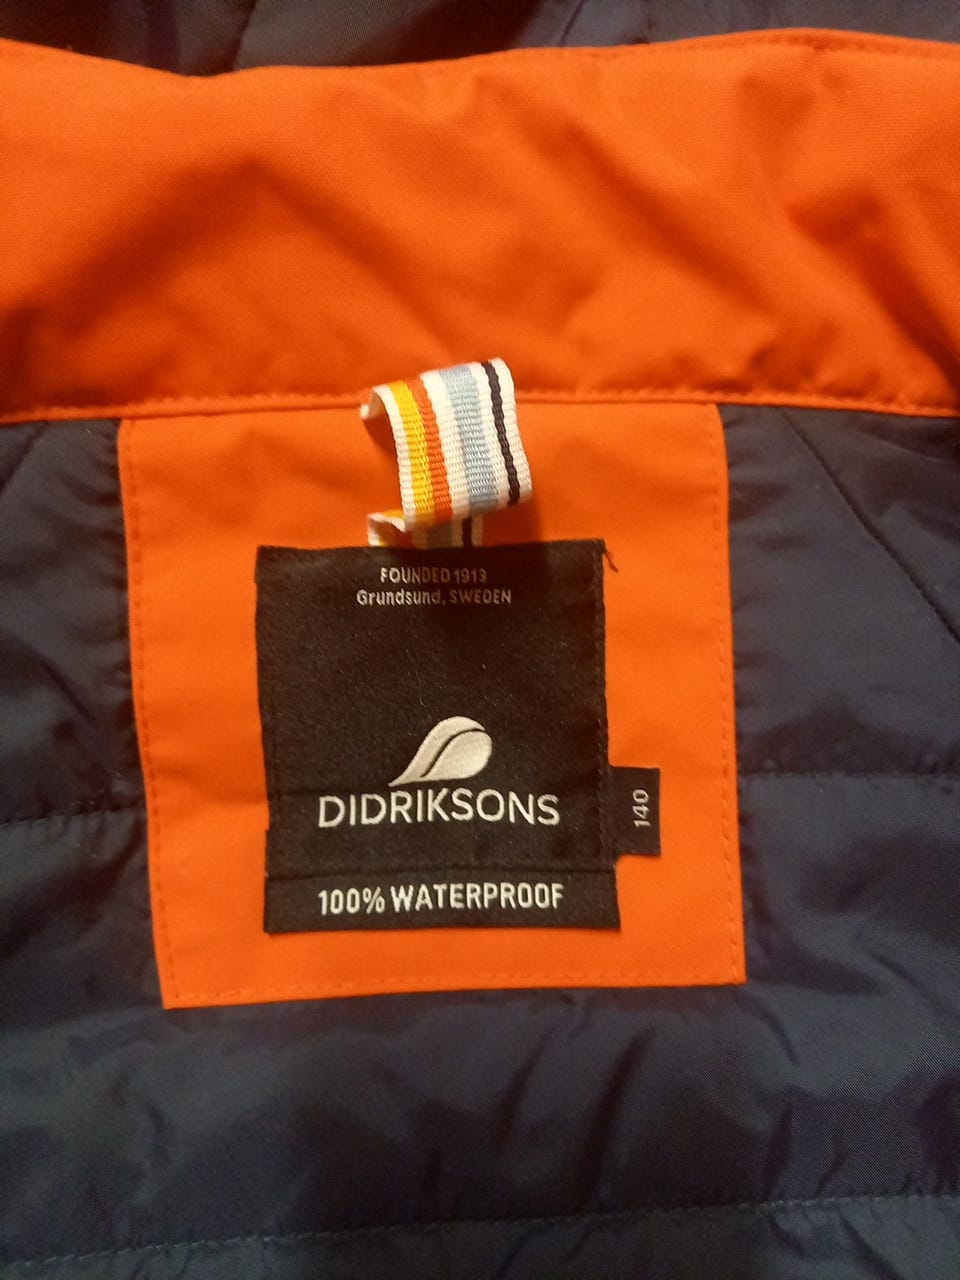 FOUNDED 1913
Grundsund, SWEDEN
DIDRIKSONS
140
100% WATERPROOF